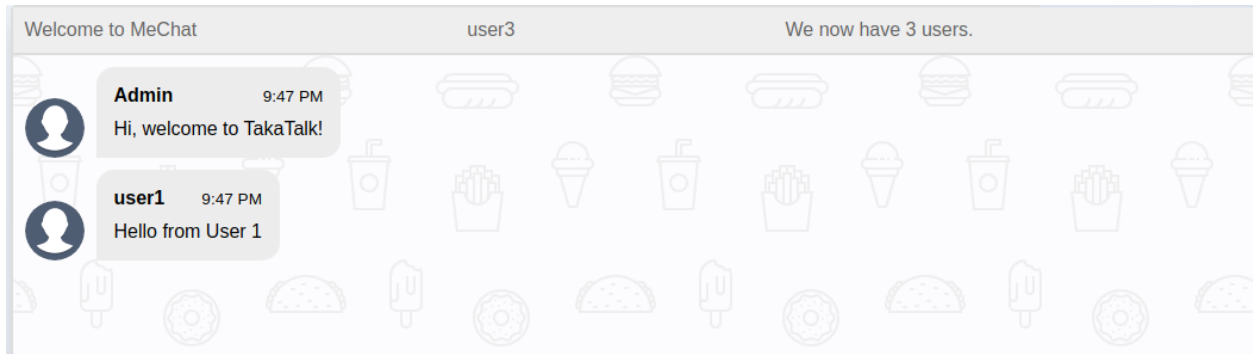 Welcome to MeChat user3 We now have 3 users.
Admin 9:47 PM
Hi, welcome to TakaTalk!
user1 9:47 PM
Hello from User 1